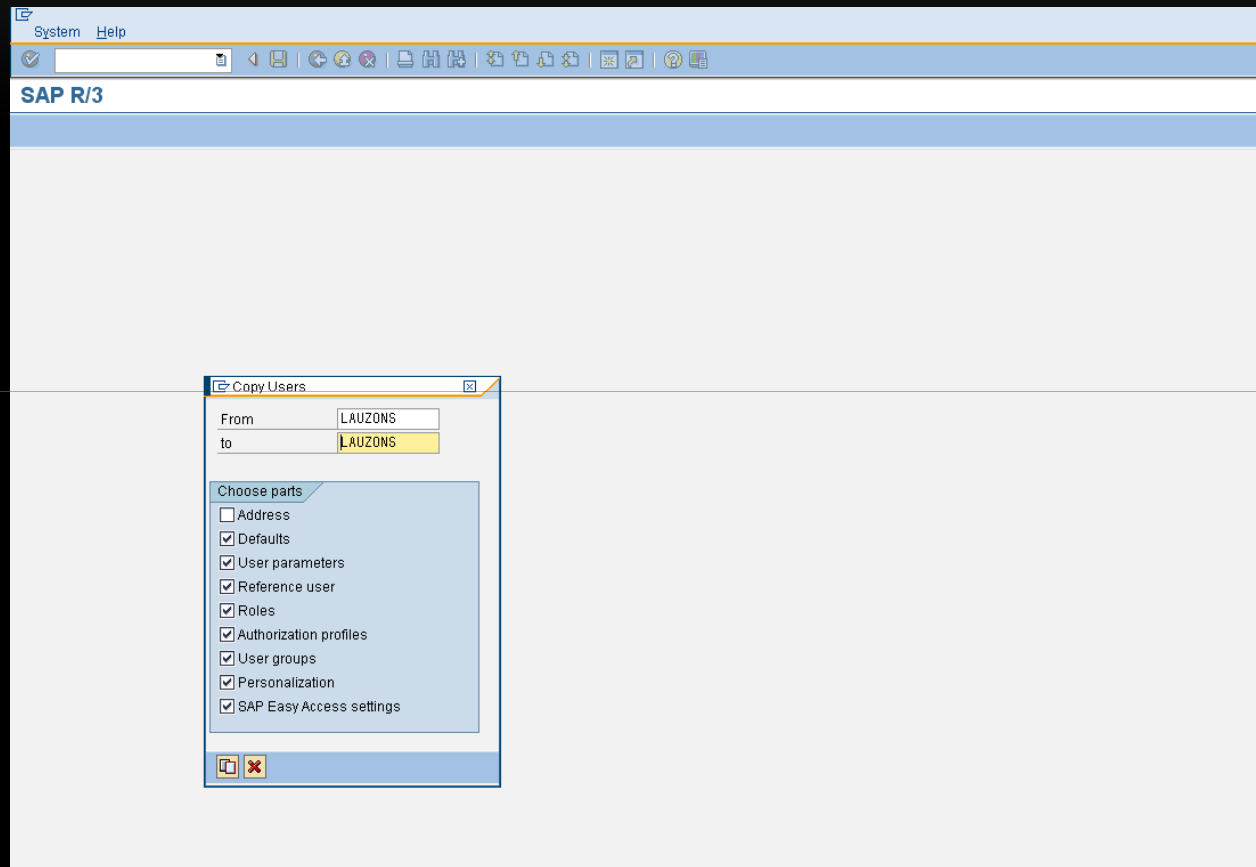 System Help
SAP R/3
Copy Users
From LAUZONS
to LAUZONS
Choose parts
Address
Defaults
User parameters
Reference user
Roles
Authorization profiles
User groups
Personalization
SAP Easy Access settings